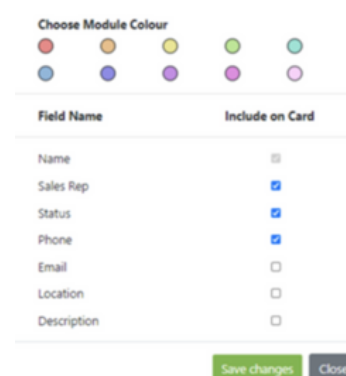 Choose Module Colour
Field Name Include on Card
Name
Sales Rep
Status
Phone
Email
Location
Description
Save changes Close